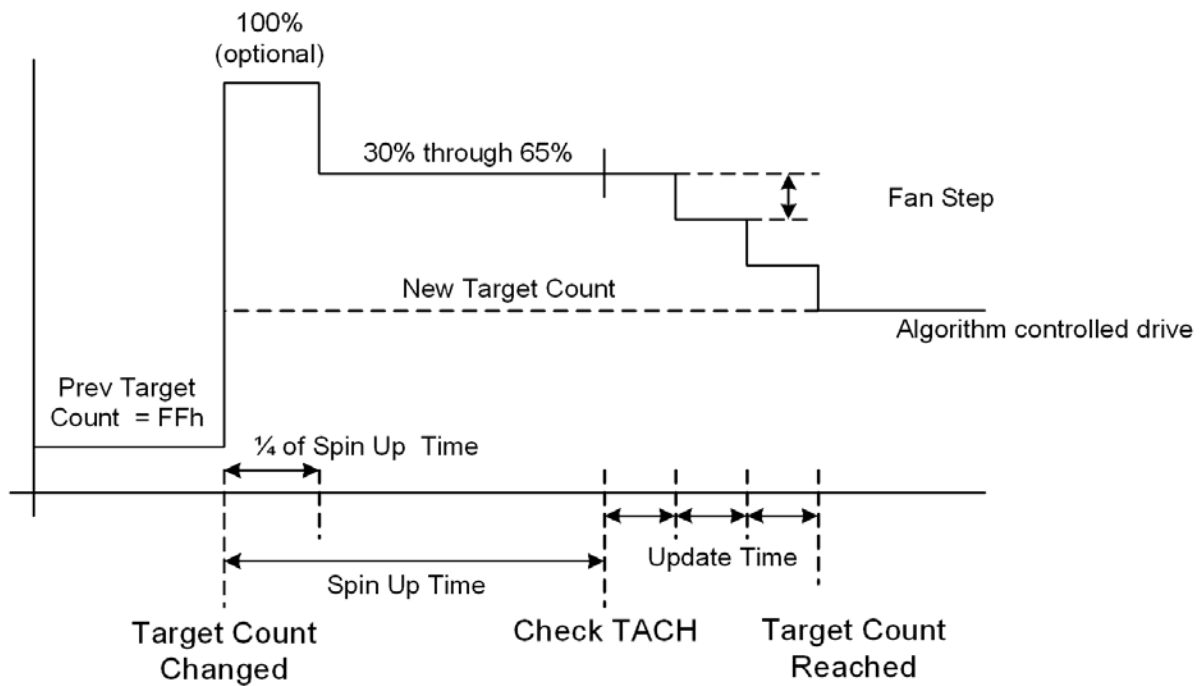 100%
(optional)
30% through 65%
Fan Step
New Target Count
Algorithm controlled drive
Prev Target
Count = FFh
¼ of Spin Up Time
Update Time
Spin Up Time
Target Count
Changed
Check TACH
Target Count
Reached